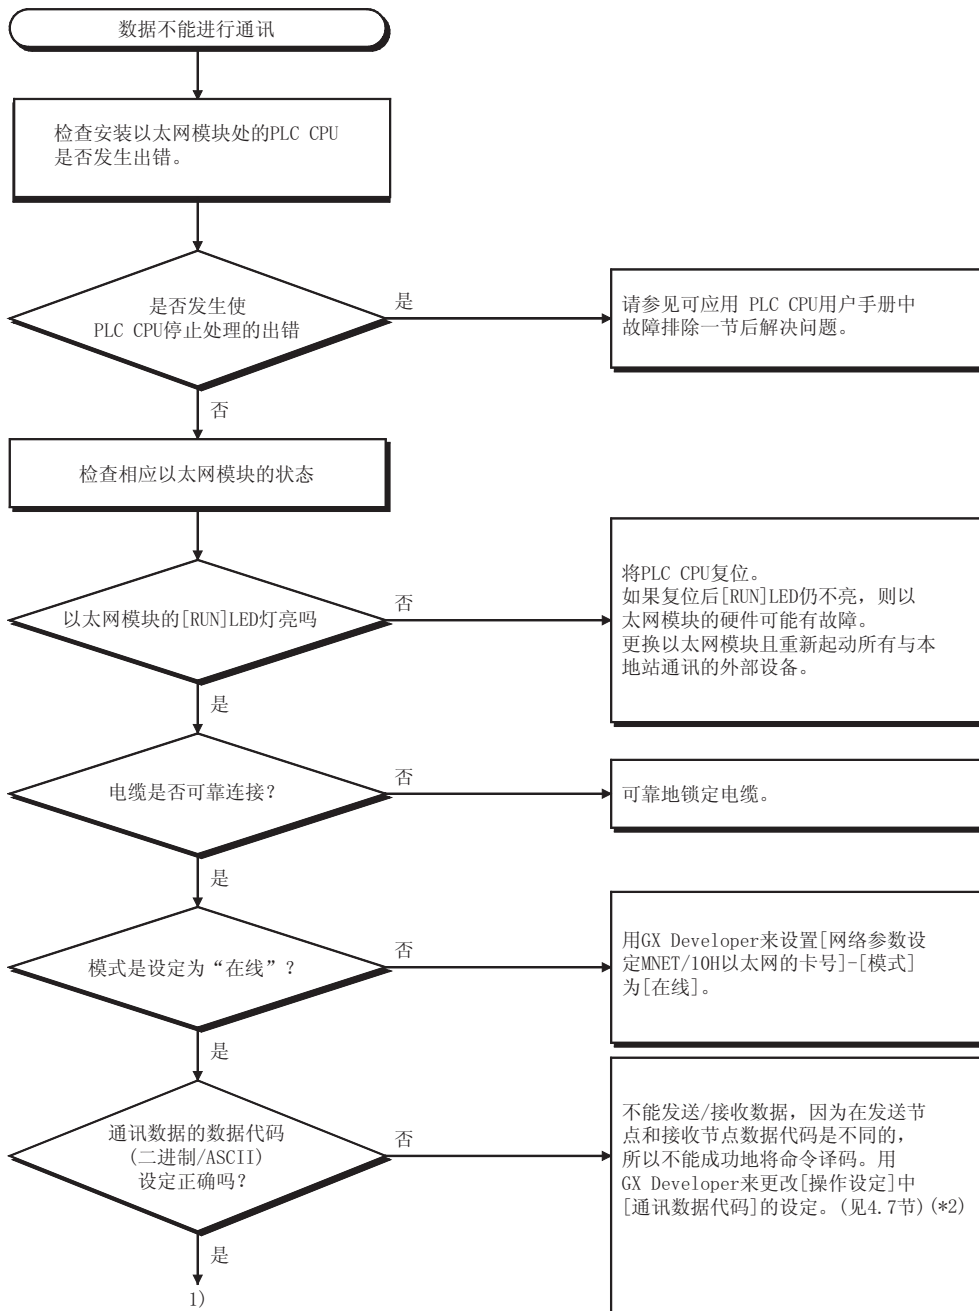 数据不能进行通讯
检查安装以太网模块处的PLC CPU
是否发生出错。
是否发生使
PLC CPU停止处理的出错
是
请参见可应用 PLC CPU用户手册中
故障排除一节后解决问题。
否
检查相应以太网模块的状态
以太网模块的[RUN]LED灯亮吗
否
将PLC CPU复位。
如果复位后[RUN]LED仍不亮，则以
太网模块的硬件可能有故障。
更换以太网模块且重新起动所有与本
地站通讯的外部设备。
是
电缆是否可靠连接?
否
可靠地锁定电缆。
是
模式是设定为“在线”?
否
用GX Developer来设置[网络参数设
定MNET/10H以太网的卡号]-[模式]
为[在线]。
是
通讯数据的数据代码
(二进制/ASCII)
设定正确吗?
否
不能发送/接收数据，因为在发送节
点和接收节点数据代码是不同的，
所以不能成功地将命令译码。用
GX Developer来更改[操作设定]中
[通讯数据代码]的设定。(见4.7节)(*2)
是
1)